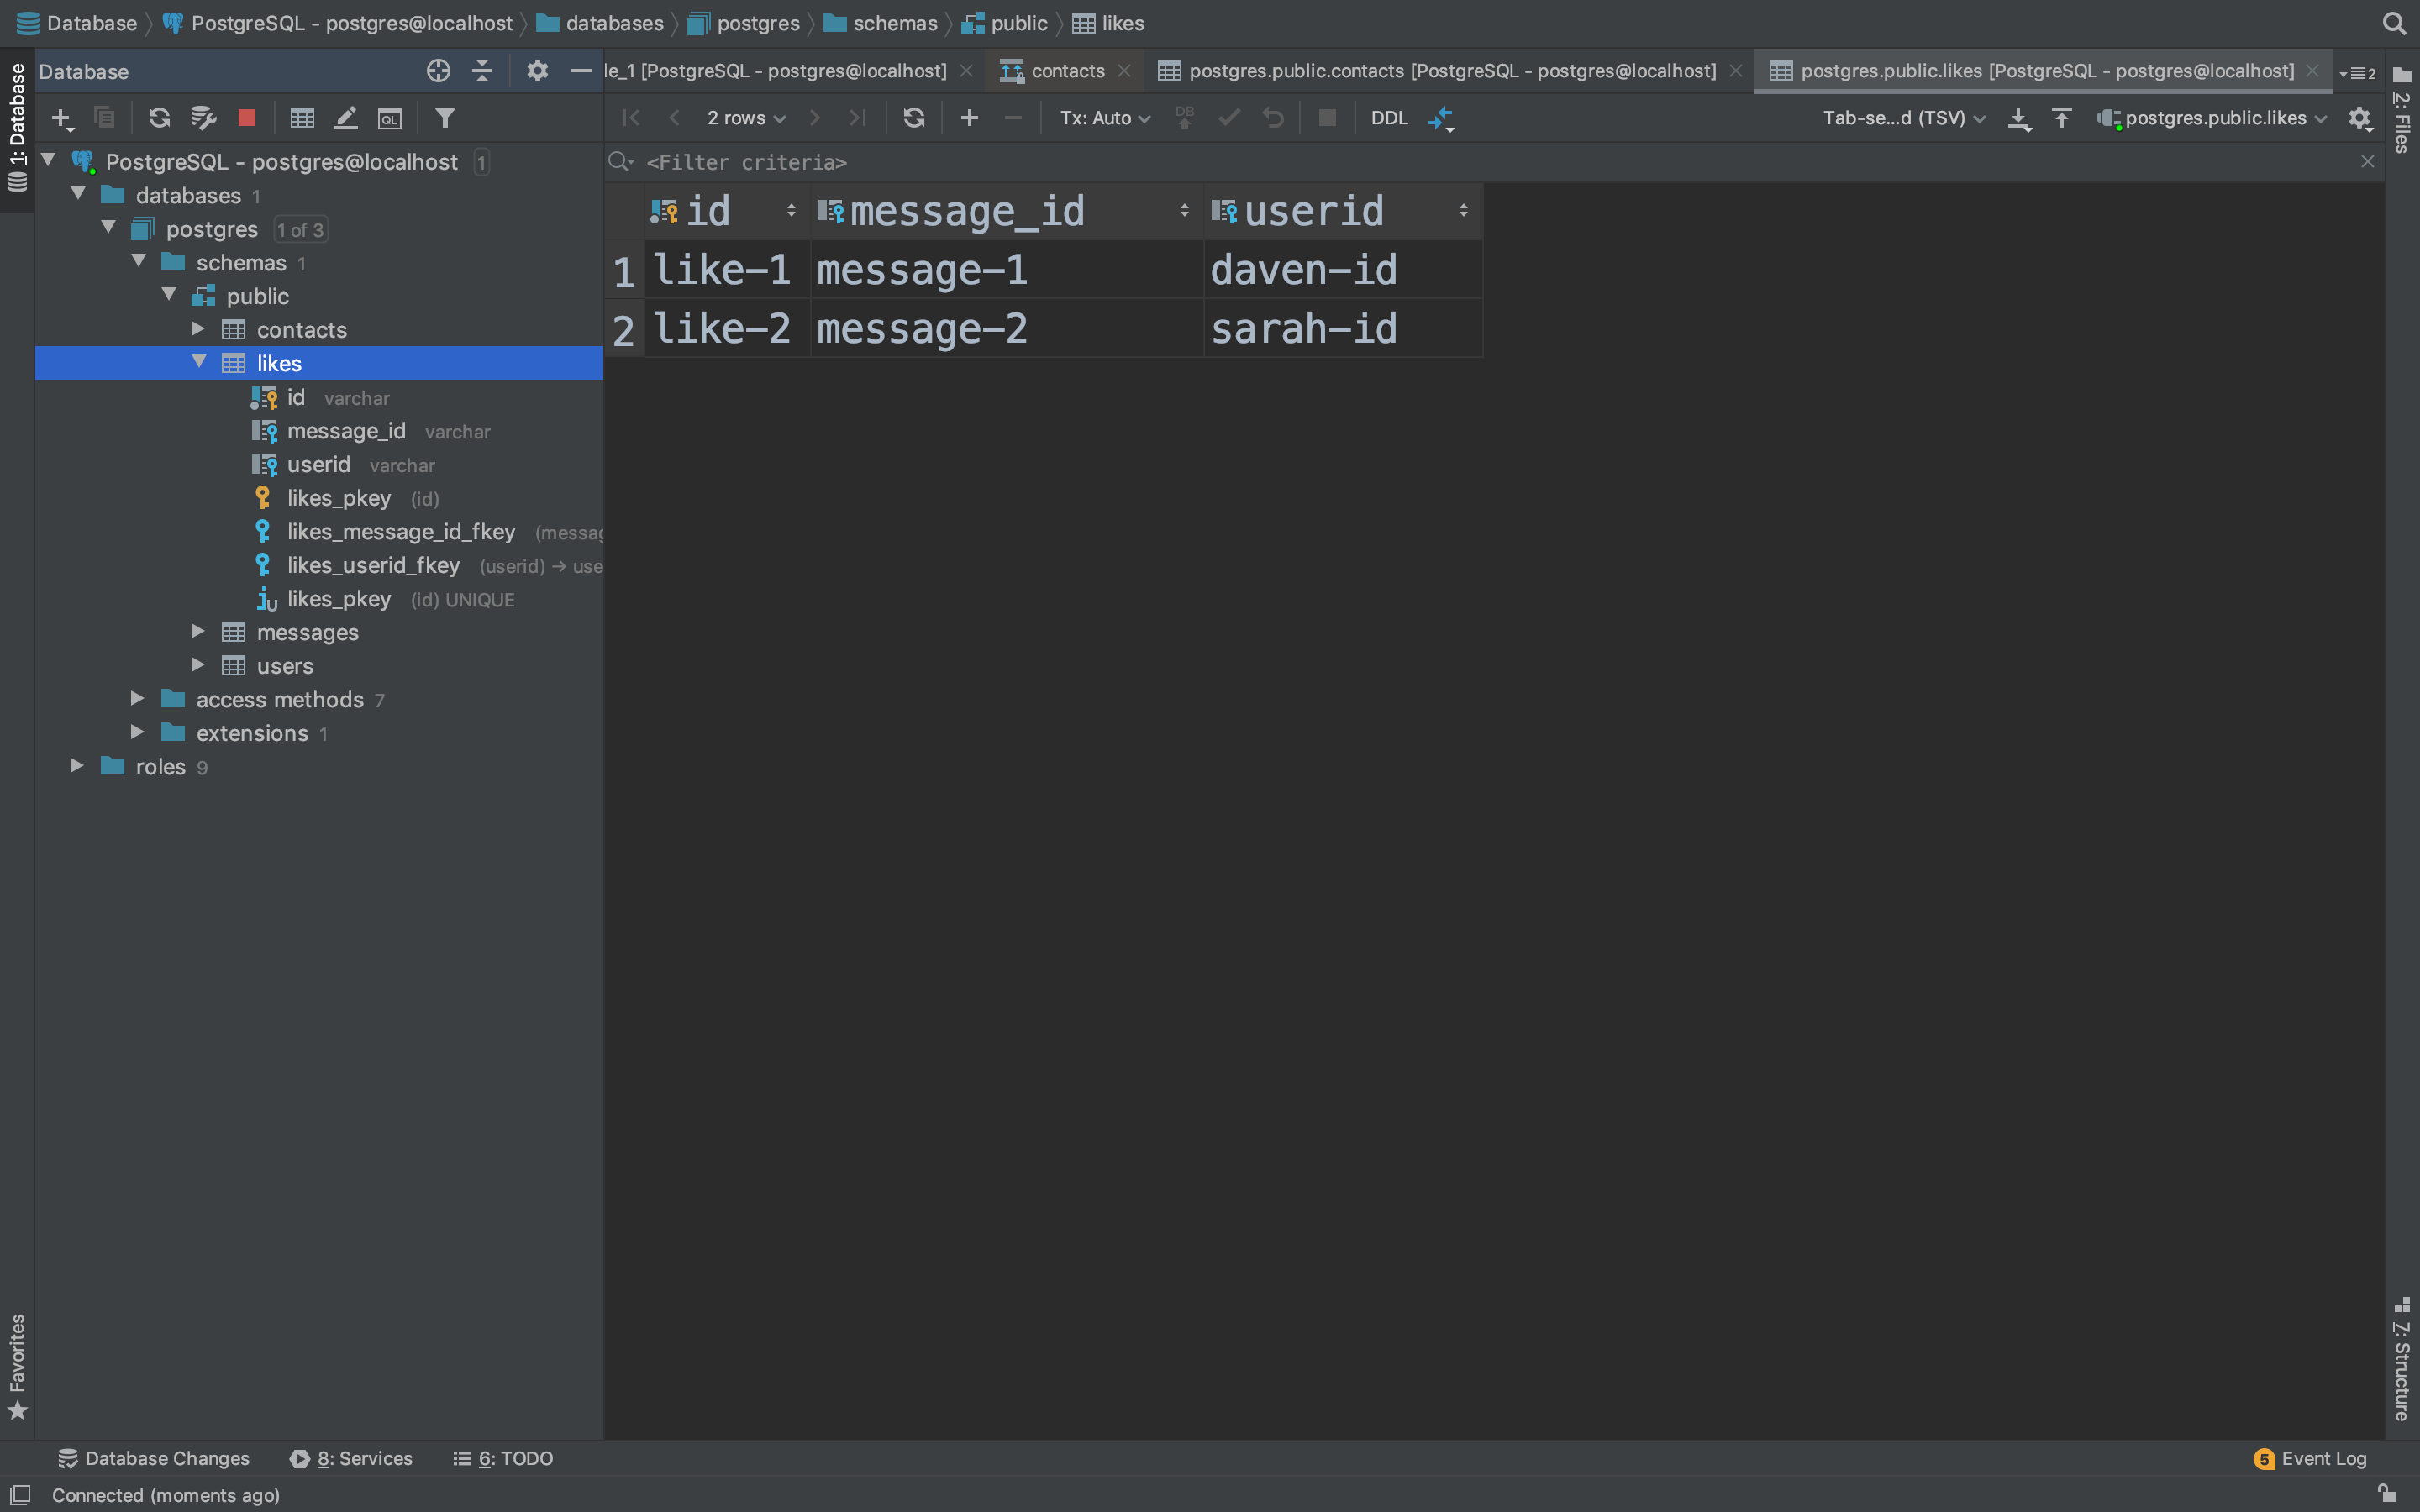 Database PostgreSQL - postgres@localhost databases postgres schemas public likes
1: Database
Database
le_1 [PostgreSQL - postgres@localhost] contacts postgres.public.contacts [PostgreSQL - postgres@localhost] postgres.public.likes [PostgreSQL - postgres@localhost] 2
2: Files
QL
2 rows Tx: Auto DB DDL Tab-se...d (TSV) postgres.public.likes
<Filter criteria>
PostgreSQL - postgres@localhost 1
databases 1
postgres 1 of 3
schemas 1
public
contacts
likes
id varchar
message_id varchar
userid varchar
likes_pkey (id)
likes_message_id_fkey (messag
likes_userid_fkey (userid) → use
likes_pkey (id) UNIQUE
messages
users
access methods 7
extensions 1
roles 9
id message_id userid
1 like-1 message-1 daven-id
2 like-2 message-2 sarah-id
Favorites
7: Structure
Database Changes 8: Services 6: TODO 5 Event Log
Connected (moments ago)